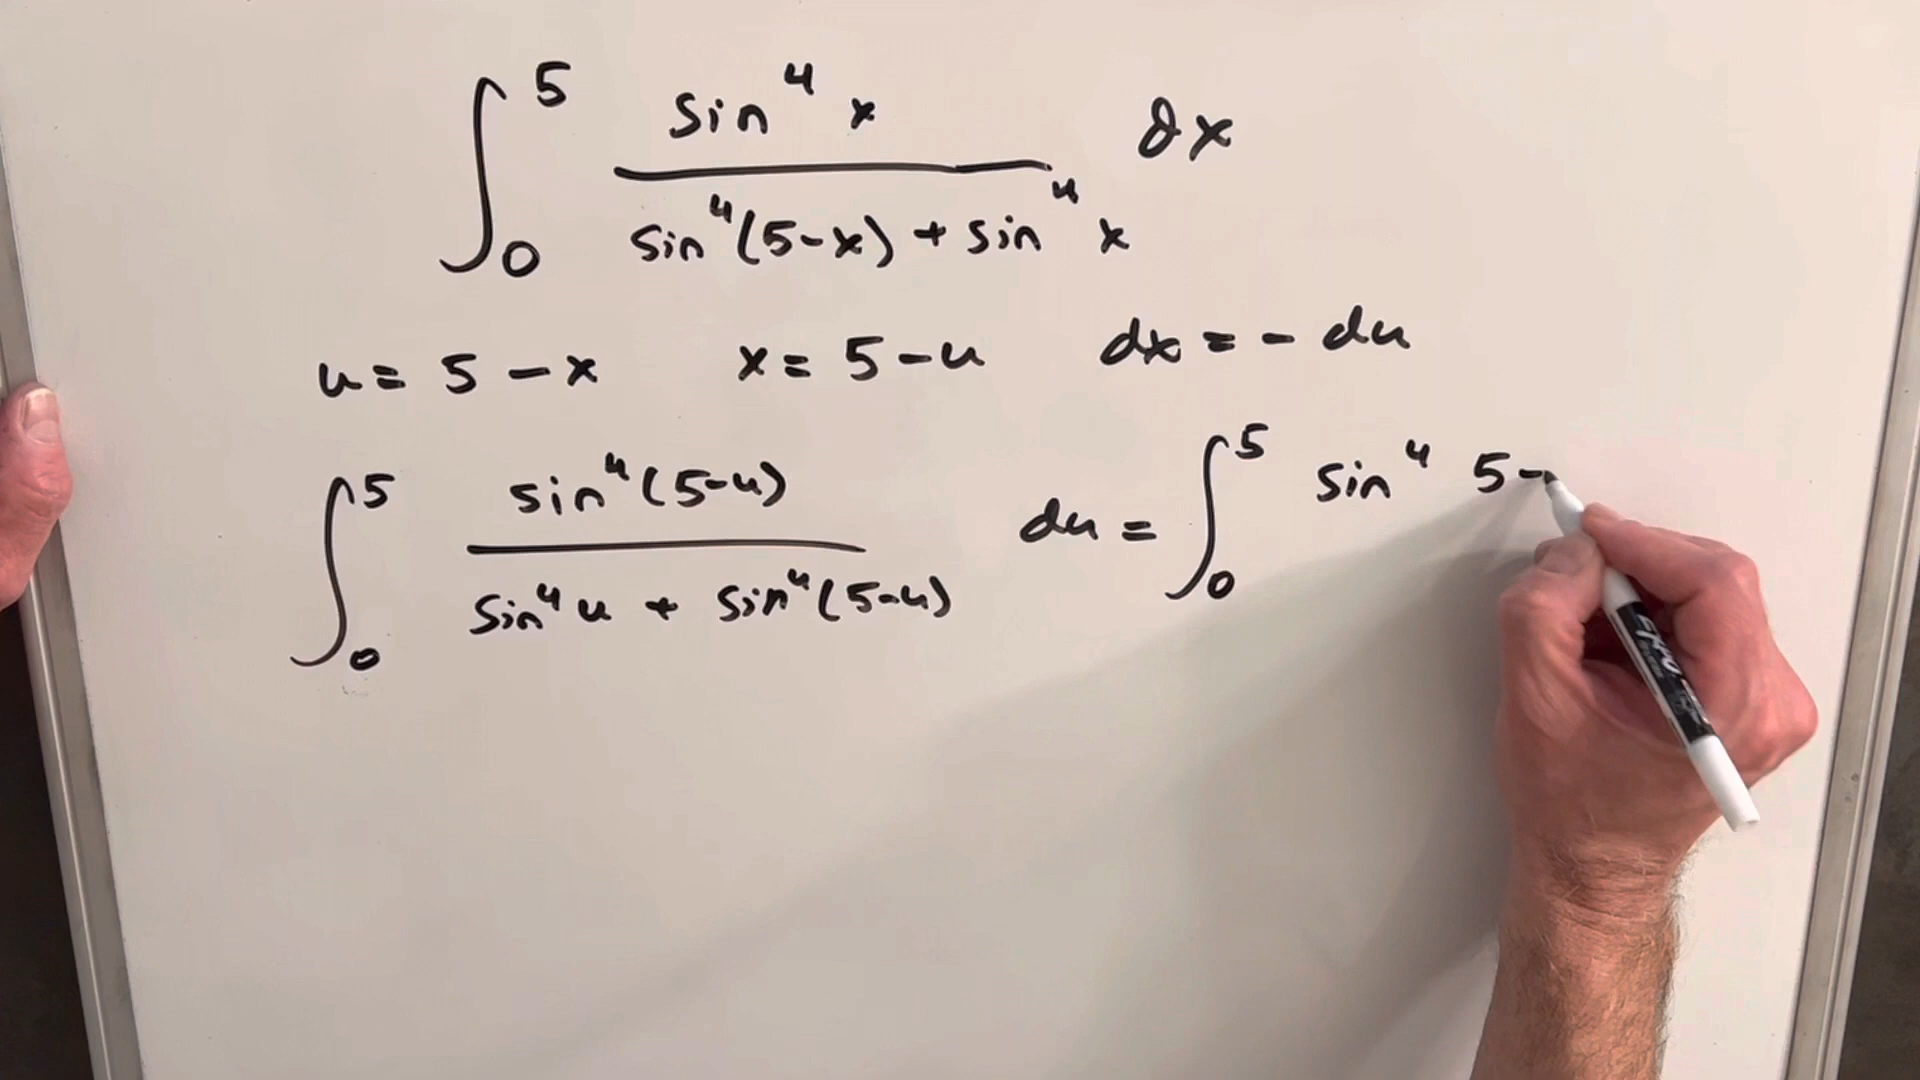 ∫₀⁵ sin⁴ x / (sin⁴(5-x) + sin⁴ x) dx
u = 5 - x x = 5 - u dx = - du
∫₀⁵ sin⁴(5-u) / (sin⁴ u + sin⁴(5-u)) du = ∫₀⁵ sin⁴ 5-
EXPO